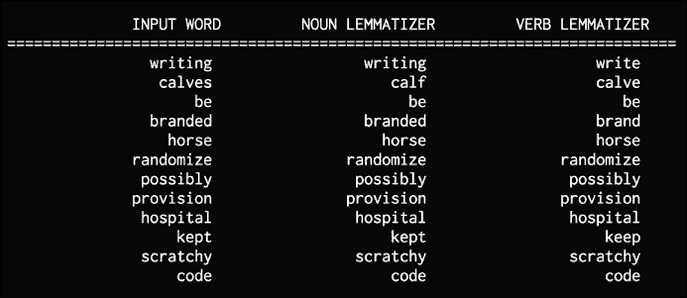 INPUT WORD NOUN LEMMATIZER VERB LEMMATIZER
===========================================================================
writing writing write
calves calf calve
be be be
branded branded brand
horse horse horse
randomize randomize randomize
possibly possibly possibly
provision provision provision
hospital hospital hospital
kept kept keep
scratchy scratchy scratchy
code code code